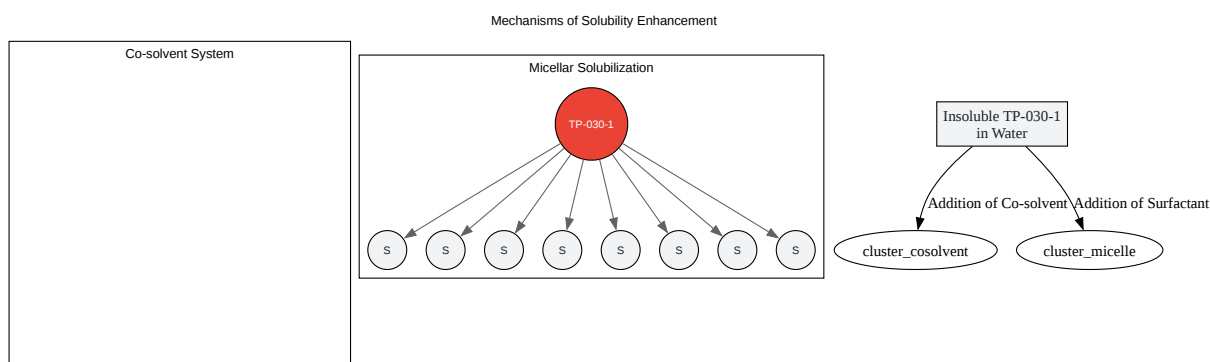 Mechanisms of Solubility Enhancement
Co-solvent System
Micellar Solubilization
TP-030-1
S S S S S S S S
Insoluble TP-030-1
in Water
Addition of Co-solvent
Addition of Surfactant
cluster_cosolvent
cluster_micelle